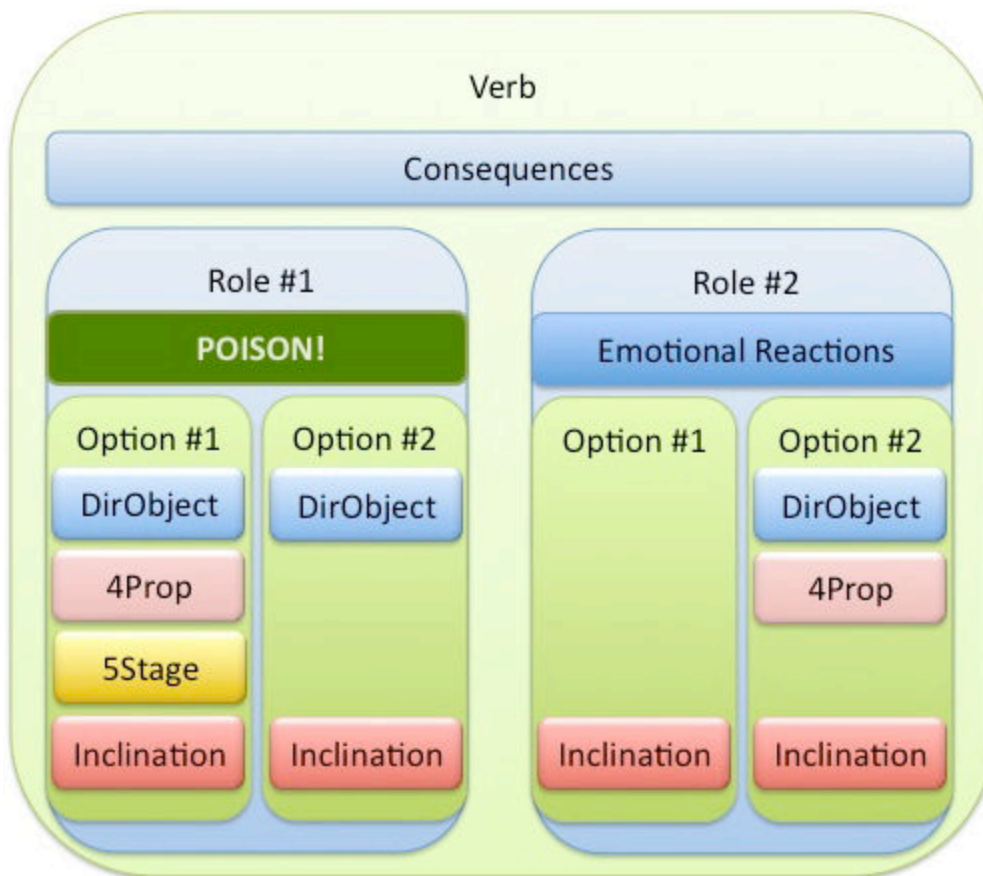 Verb
Consequences
Role #1
POISON!
Option #1
DirObject
4Prop
5Stage
Inclination
Option #2
DirObject
Inclination
Role #2
Emotional Reactions
Option #1
Inclination
Option #2
DirObject
4Prop
Inclination